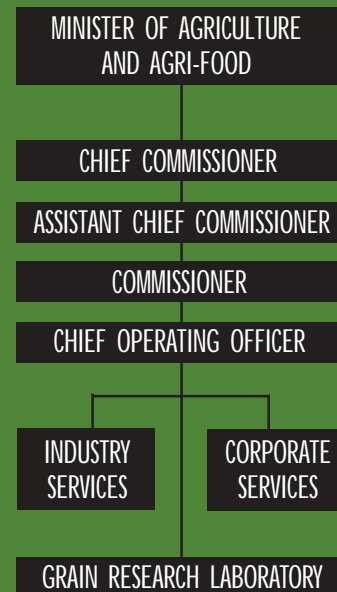 MINISTER OF AGRICULTURE
AND AGRI-FOOD
CHIEF COMMISSIONER
ASSISTANT CHIEF COMMISSIONER
COMMISSIONER
CHIEF OPERATING OFFICER
INDUSTRY
SERVICES
CORPORATE
SERVICES
GRAIN RESEARCH LABORATORY